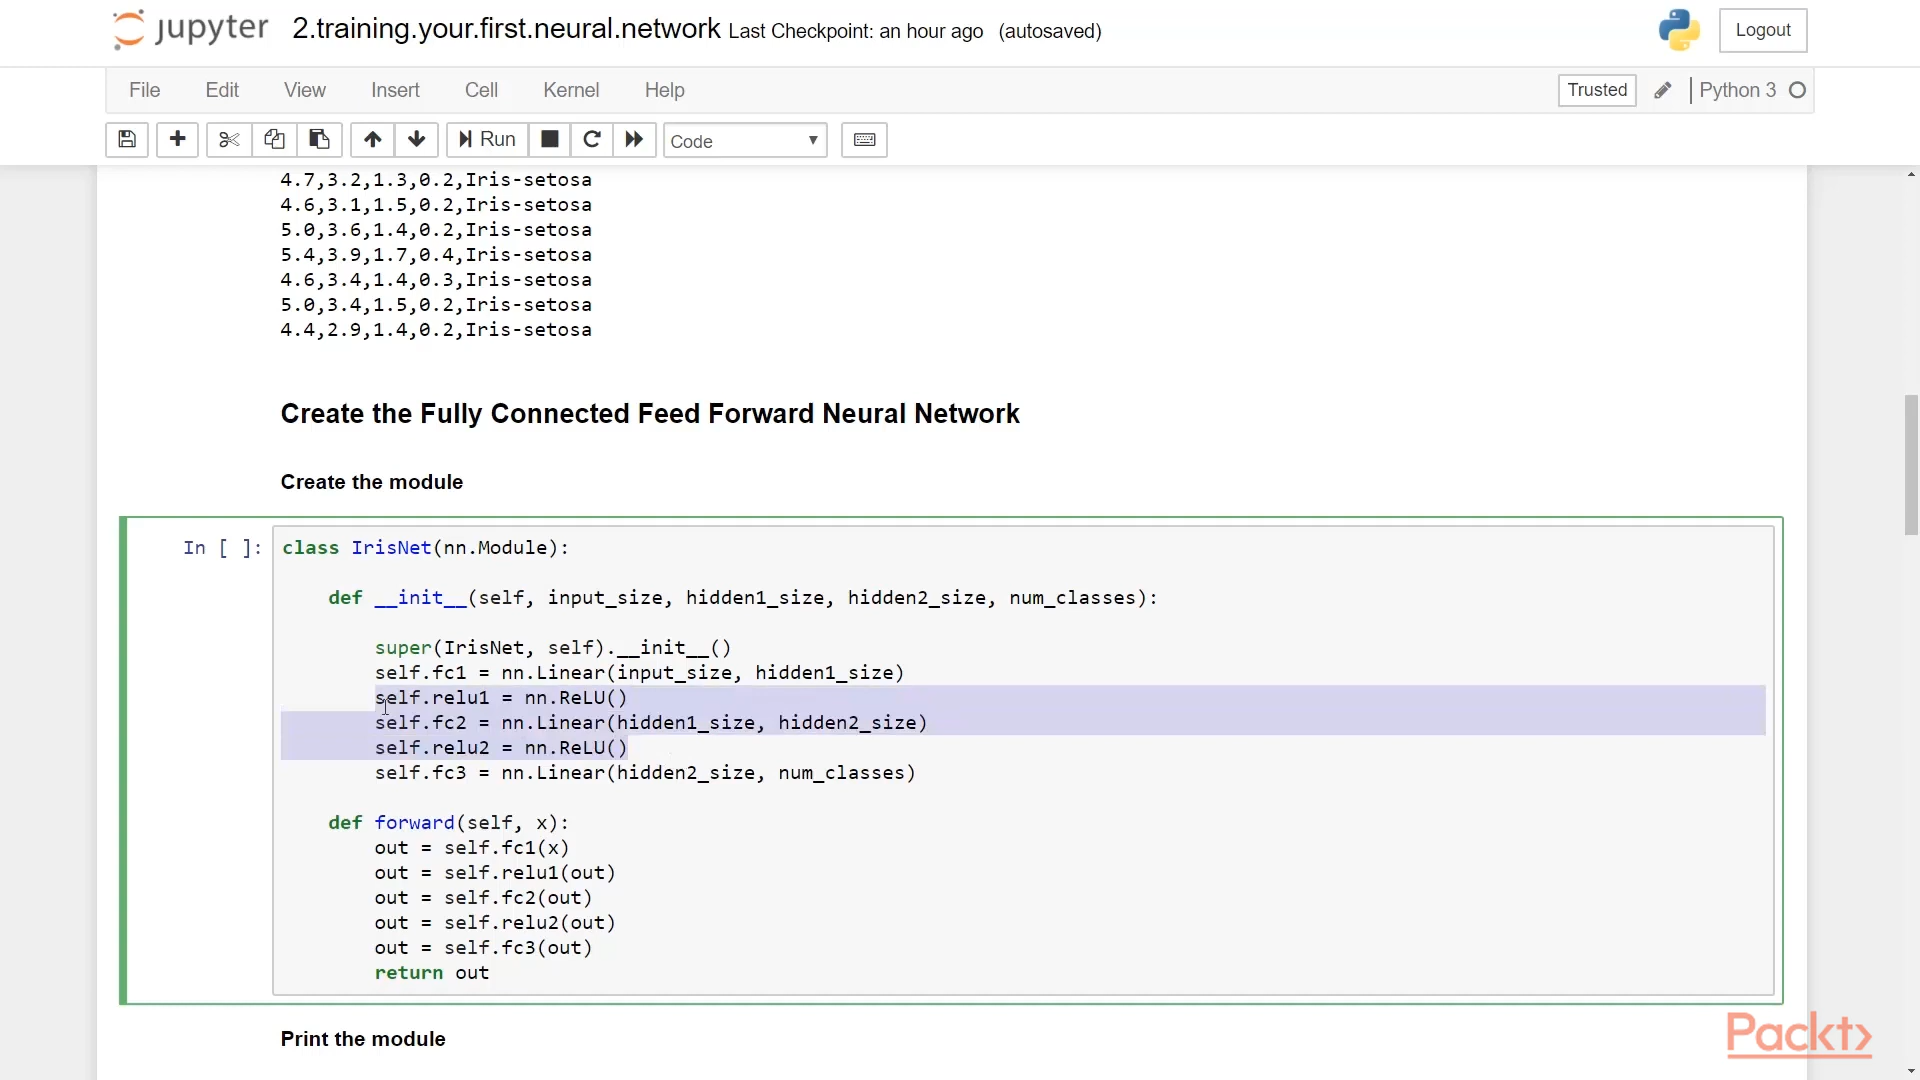 jupyter 2.training.your.first.neural.network Last Checkpoint: an hour ago (autosaved) Logout
File Edit View Insert Cell Kernel Help Trusted Python 3
Run Code
4.7,3.2,1.3,0.2,Iris-setosa
4.6,3.1,1.5,0.2,Iris-setosa
5.0,3.6,1.4,0.2,Iris-setosa
5.4,3.9,1.7,0.4,Iris-setosa
4.6,3.4,1.4,0.3,Iris-setosa
5.0,3.4,1.5,0.2,Iris-setosa
4.4,2.9,1.4,0.2,Iris-setosa
Create the Fully Connected Feed Forward Neural Network
Create the module
In [ ]: class IrisNet(nn.Module):
def __init__(self, input_size, hidden1_size, hidden2_size, num_classes):
super(IrisNet, self).__init__()
self.fc1 = nn.Linear(input_size, hidden1_size)
self.relu1 = nn.ReLU()
self.fc2 = nn.Linear(hidden1_size, hidden2_size)
self.relu2 = nn.ReLU()
self.fc3 = nn.Linear(hidden2_size, num_classes)
def forward(self, x):
out = self.fc1(x)
out = self.relu1(out)
out = self.fc2(out)
out = self.relu2(out)
out = self.fc3(out)
return out
Print the module
Packt>